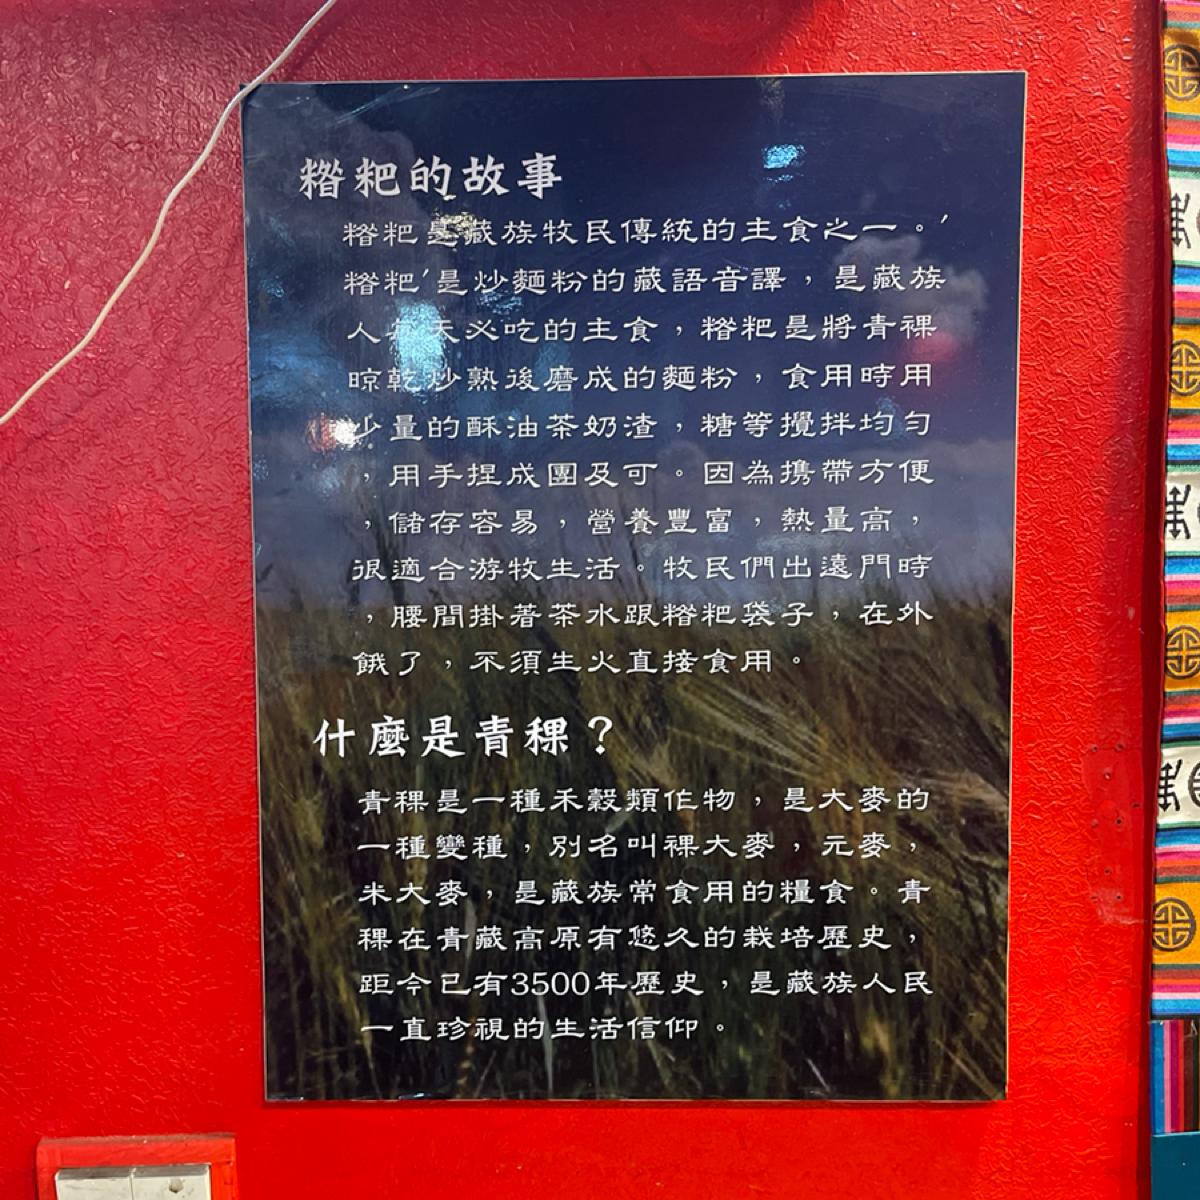 糌粑的故事
糌粑是藏族牧民傳統的主食之一。′
糌粑′是炒麵粉的藏語音譯，是藏族
人每天必吃的主食，糌粑是將青稞
晾乾炒熟後磨成的麵粉，食用時用
少量的酥油茶奶渣，糖等攪拌均勻
，用手捏成團及可。因為攜帶方便
，儲存容易，營養豐富，熱量高，
很適合游牧生活。牧民們出遠門時
，腰間掛著茶水跟糌粑袋子，在外
餓了，不須生火直接食用。
什麼是青稞？
青稞是一種禾穀類作物，是大麥的
一種變種，別名叫裸大麥，元麥，
米大麥，是藏族常食用的糧食。青
稞在青藏高原有悠久的栽培歷史，
距今已有3500年歷史，是藏族人民
一直珍視的生活信仰。